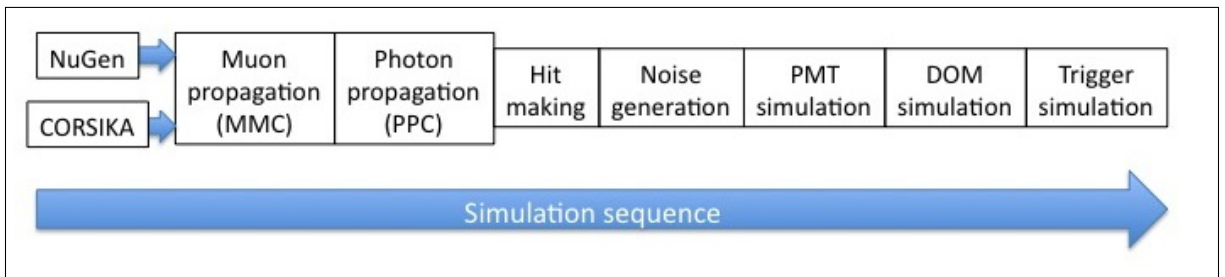 NuGen
CORSIKA
Muon
propagation
(MMC)
Photon
propagation
(PPC)
Hit
making
Noise
generation
PMT
simulation
DOM
simulation
Trigger
simulation
Simulation sequence